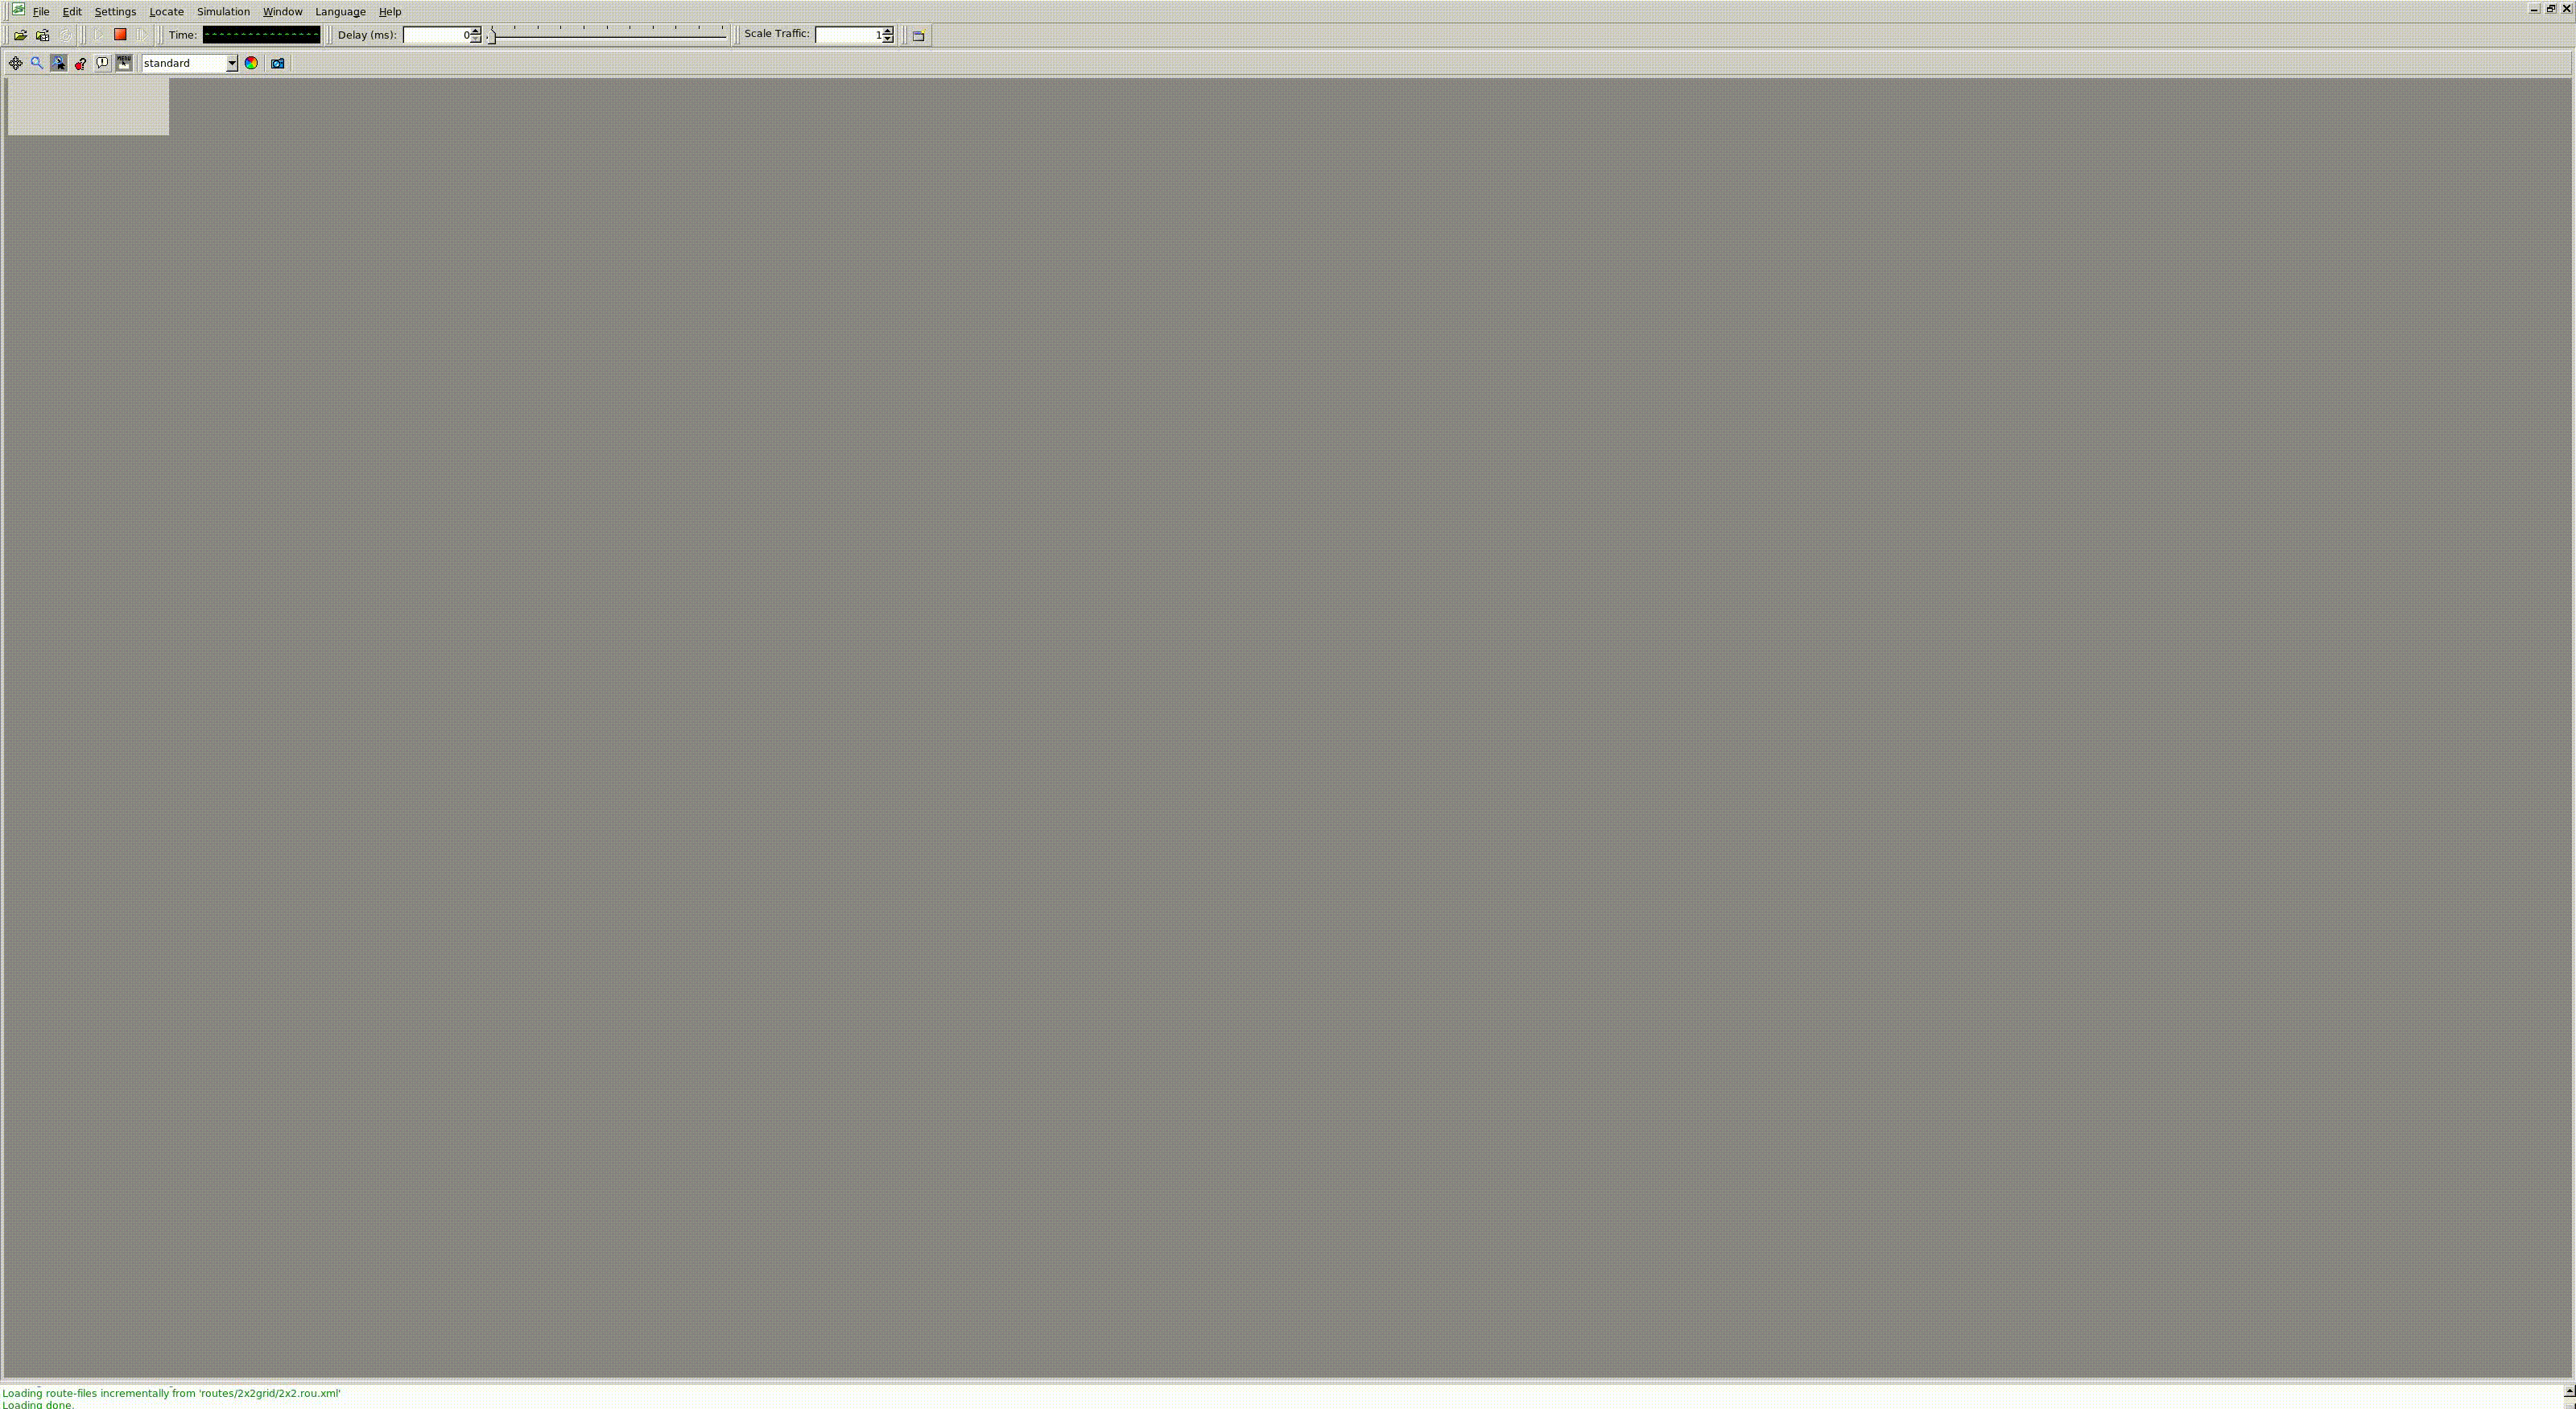 File Edit Settings Locate Simulation Window Language Help
Time: Delay (ms): 0 Scale Traffic: 1
MENU standard
Loading route-files incrementally from 'routes/2x2grid/2x2.rou.xml'
Loading done.